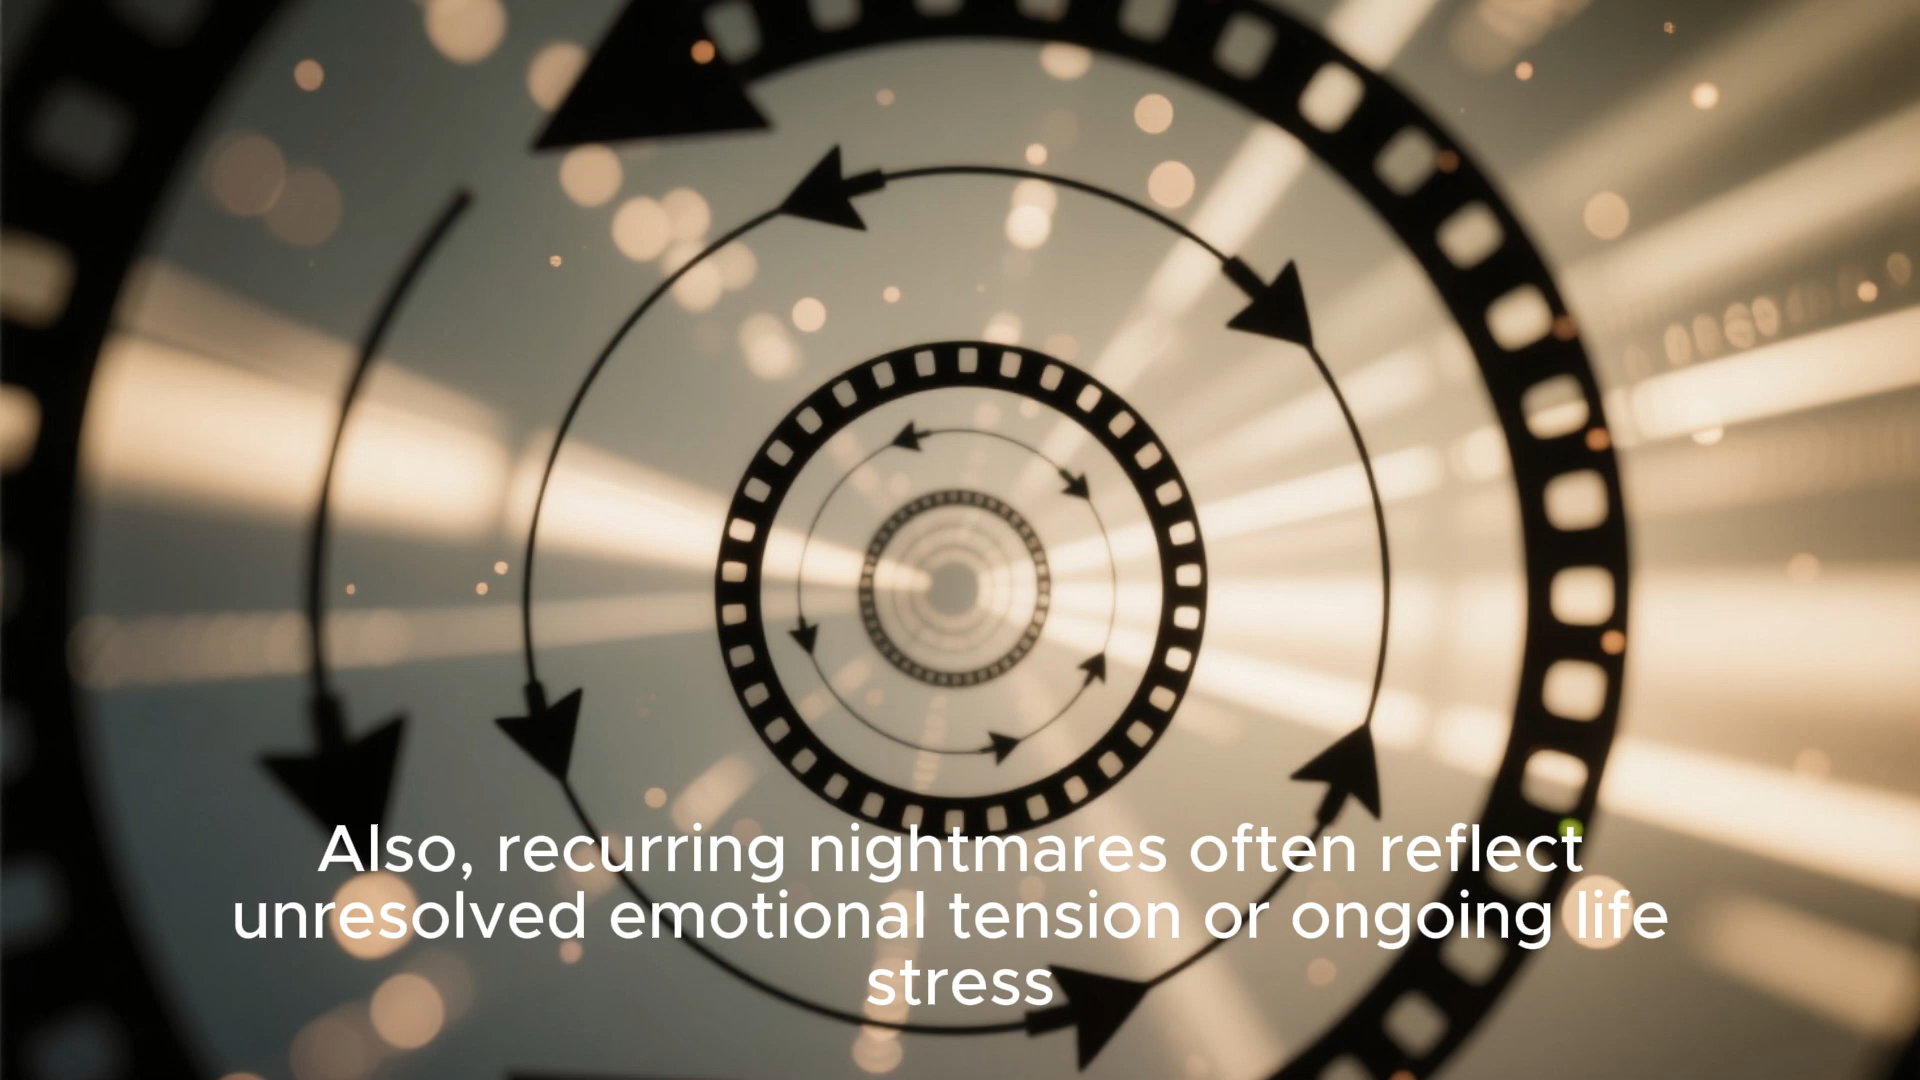 Also, recurring nightmares often reflect
unresolved emotional tension or ongoing life
stress